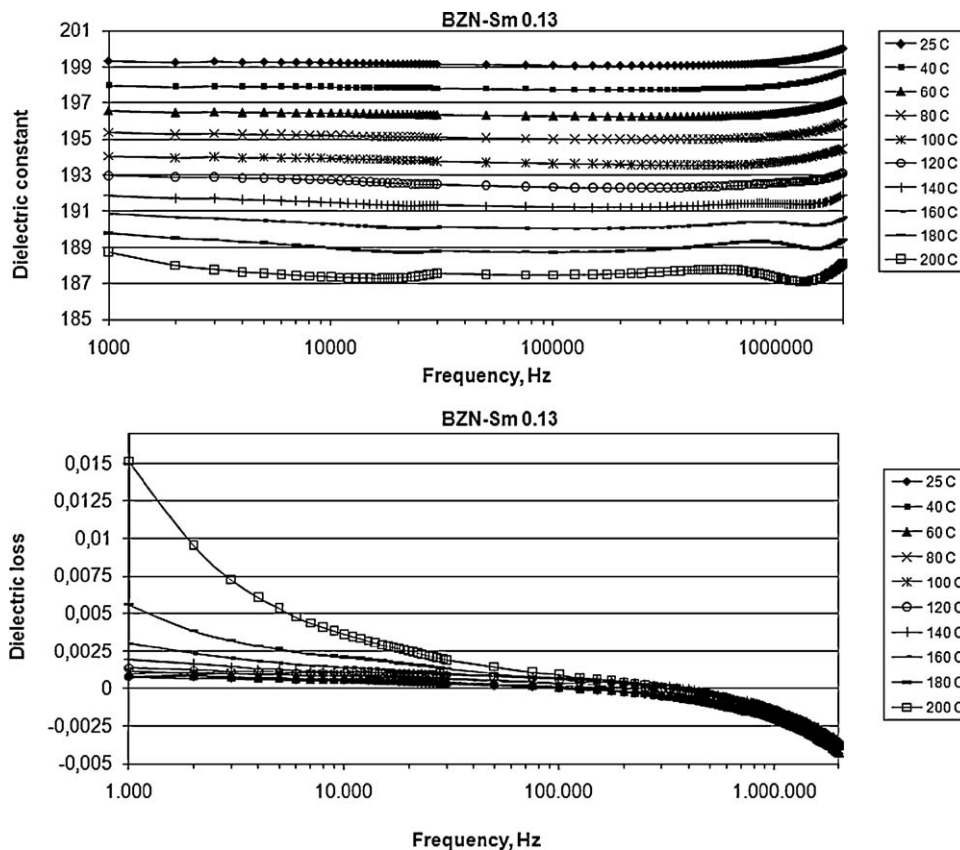 BZN-Sm 0.13
201
199
197
195
193
191
189
187
185
Dielectric constant
1000
10000
100000
1000000
Frequency, Hz
25 C
40 C
60 C
80 C
100 C
120 C
140 C
160 C
180 C
200 C
BZN-Sm 0.13
0,015
0,0125
0,01
0,0075
0,005
0,0025
0
-0,0025
-0,005
Dielectric loss
1.000
10.000
100.000
1.000.000
Frequency, Hz
25 C
40 C
60 C
80 C
100 C
120 C
140 C
160 C
180 C
200 C